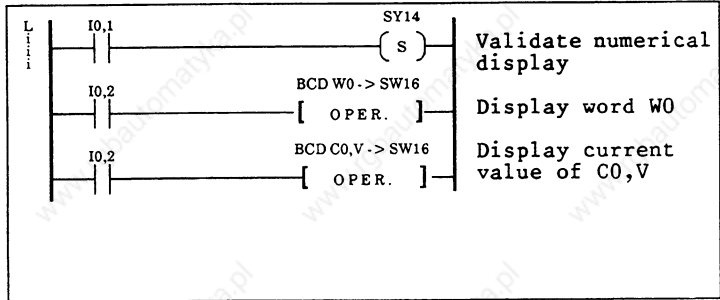 L
i
i
i
I0,1
SY14
( S )
Validate numerical
display
I0,2
BCD W0 -> SW16
[ OPER. ]
Display word W0
I0,2
BCD C0,V -> SW16
[ OPER. ]
Display current
value of C0,V